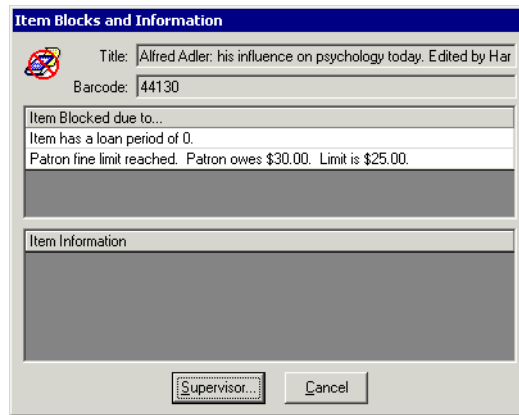 Item Blocks and Information
Title: Alfred Adler: his influence on psychology today. Edited by Har
Barcode: 44130
Item Blocked due to...
Item has a loan period of 0.
Patron fine limit reached. Patron owes $30.00. Limit is $25.00.
Item Information
Supervisor... Cancel